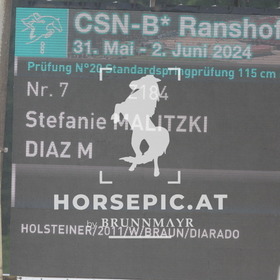 CSN-B* Ranshof
31. Mai - 2. Juni 2024
Prüfung N°20 Standardspringprüfung 115 cm
Nr. 7 2184
Stefanie MALITZKI
DIAZ M
HORSEPIC.AT
by BRUNNMAYR
HOLSTEINER/2011/W/BRAUN/DIARADO